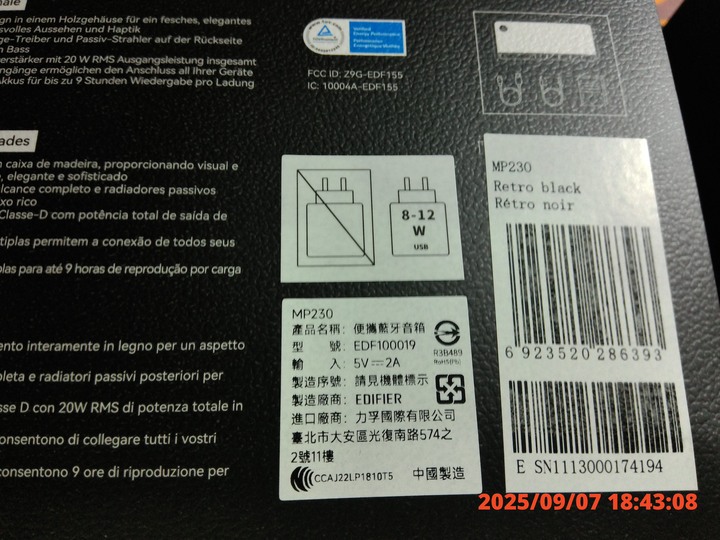 ign in einem Holzgehäuse für ein fesches, elegantes
svolles Aussehen und Haptik
ge-Treiber und Passiv-Strahler auf der Rückseite
n Bass
erstärker mit 20 W RMS Ausgangsleistung insgesamt
ngänge ermöglichen den Anschluss all Ihrer Geräte
Akkus für bis zu 9 Stunden Wiedergabe pro Ladung
FCC ID: Z9G-EDF155
IC: 10004A-EDF155
ades
n caixa de madeira, proporcionando visual e
e, elegante e sofisticado
alcance completo e radiadores passivos
xo rico
Classe-D com potência total de saída de
ltiplas permitem a conexão de todos seus
olas para até 9 horas de reprodução por carga
ento interamente in legno per un aspetto
pleta e radiatori passivi posteriori per
sse D con 20W RMS di potenza totale in
consentono di collegare tutti i vostri
consentono 9 ore di riproduzione per
8-12
W
USB
MP230
產品名稱: 便攜藍牙音箱
型 號: EDF100019
輸 入: 5V⎓2A
製造序號: 請見機體標示
製造廠商: EDIFIER
進口廠商: 力孚國際有限公司
臺北市大安區光復南路574之
2號11樓
CCAJ22LP1810T5 中國製造
R3B489
RoHS(Pb)
MP230
Retro black
Rétro noir
6 923520 286393
E SN1113000174194
2025/09/07 18:43:08